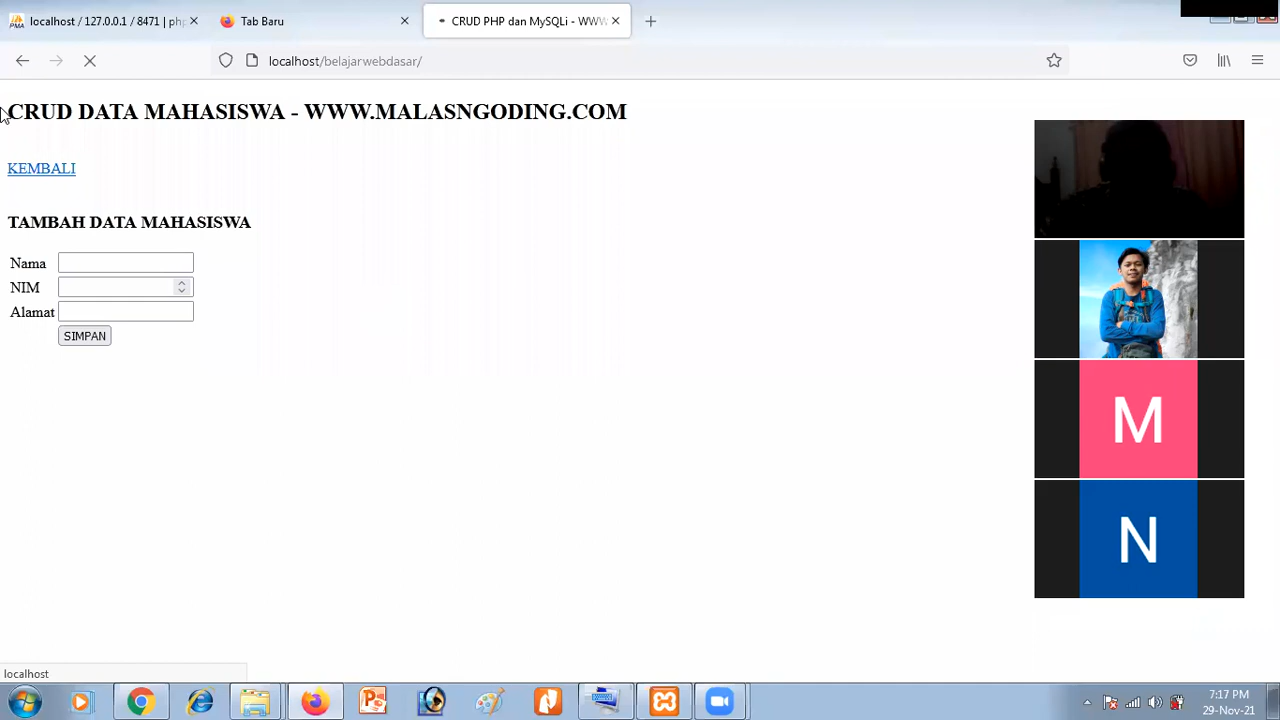 localhost / 127.0.0.1 / 8471 | php
Tab Baru
CRUD PHP dan MySQLi - WWW
localhost/belajarwebdasar/
CRUD DATA MAHASISWA - WWW.MALASNGODING.COM
KEMBALI
TAMBAH DATA MAHASISWA
Nama
NIM
Alamat
SIMPAN
M
N
localhost
7:17 PM
29-Nov-21